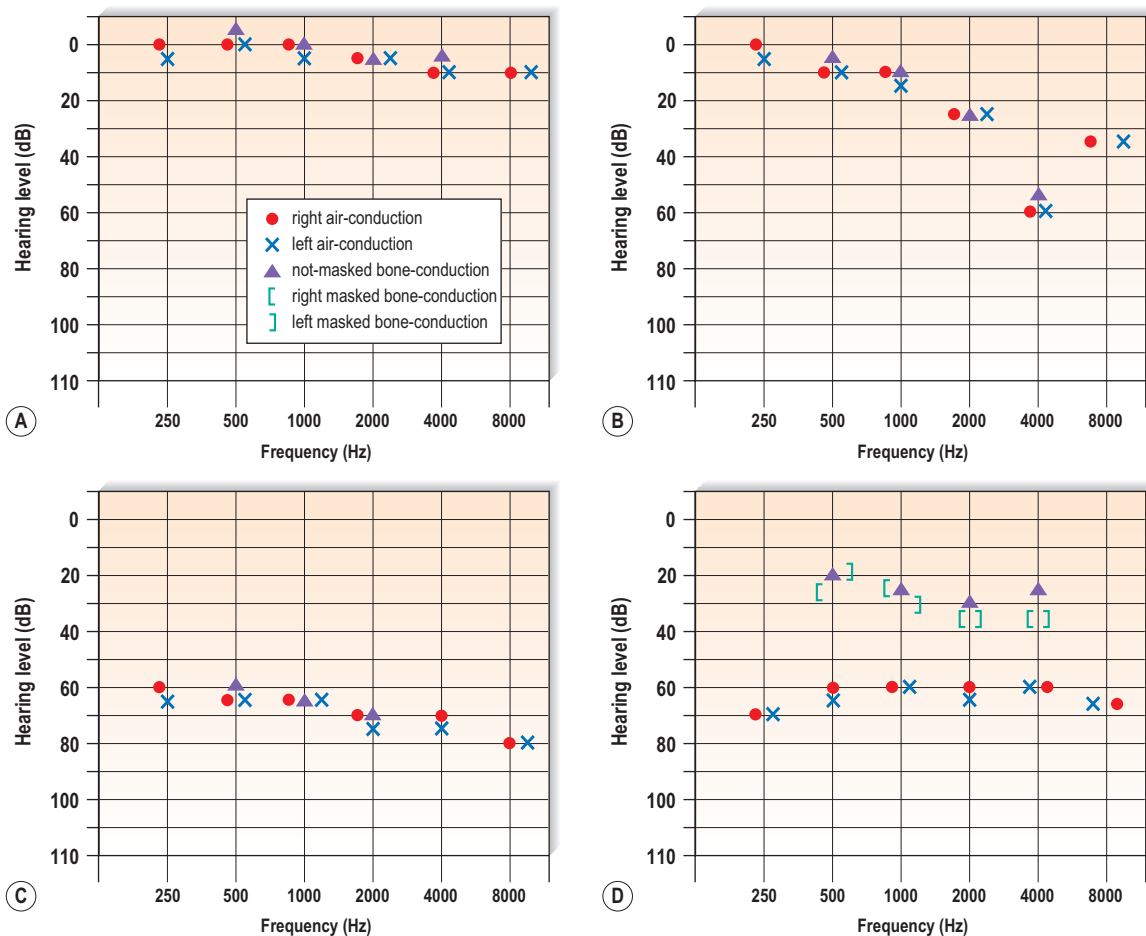 0
20
40
60
80
100
110
Hearing level (dB)
right air-conduction
left air-conduction
not-masked bone-conduction
right masked bone-conduction
left masked bone-conduction
250 500 1000 2000 4000 8000
Frequency (Hz)
A
0
20
40
60
80
100
110
Hearing level (dB)
250 500 1000 2000 4000 8000
Frequency (Hz)
B
0
20
40
60
80
100
110
Hearing level (dB)
250 500 1000 2000 4000 8000
Frequency (Hz)
C
0
20
40
60
80
100
110
Hearing level (dB)
250 500 1000 2000 4000 8000
Frequency (Hz)
D